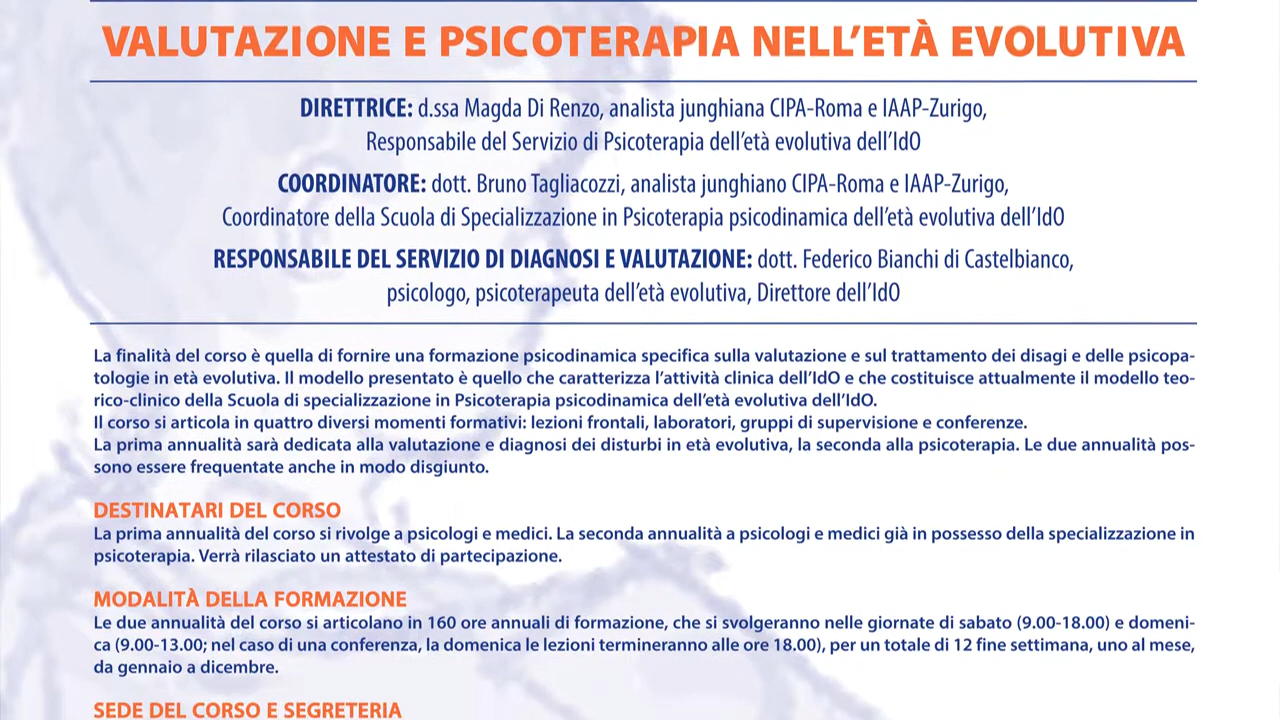 VALUTAZIONE E PSICOTERAPIA NELL'ETÀ EVOLUTIVA
DIRETTRICE: d.ssa Magda Di Renzo, analista junghiana CIPA-Roma e IAAP-Zurigo,
Responsabile del Servizio di Psicoterapia dell'età evolutiva dell'IdO
COORDINATORE: dott. Bruno Tagliacozzi, analista junghiano CIPA-Roma e IAAP-Zurigo,
Coordinatore della Scuola di Specializzazione in Psicoterapia psicodinamica dell'età evolutiva dell'IdO
RESPONSABILE DEL SERVIZIO DI DIAGNOSI E VALUTAZIONE: dott. Federico Bianchi di Castelbianco,
psicologo, psicoterapeuta dell'età evolutiva, Direttore dell'IdO
La finalità del corso è quella di fornire una formazione psicodinamica specifica sulla valutazione e sul trattamento dei disagi e delle psicopa-
tologie in età evolutiva. Il modello presentato è quello che caratterizza l'attività clinica dell'IdO e che costituisce attualmente il modello teo-
rico-clinico della Scuola di specializzazione in Psicoterapia psicodinamica dell'età evolutiva dell'IdO.
Il corso si articola in quattro diversi momenti formativi: lezioni frontali, laboratori, gruppi di supervisione e conferenze.
La prima annualità sarà dedicata alla valutazione e diagnosi dei disturbi in età evolutiva, la seconda alla psicoterapia. Le due annualità pos-
sono essere frequentate anche in modo disgiunto.
DESTINATARI DEL CORSO
La prima annualità del corso si rivolge a psicologi e medici. La seconda annualità a psicologi e medici già in possesso della specializzazione in
psicoterapia. Verrà rilasciato un attestato di partecipazione.
MODALITÀ DELLA FORMAZIONE
Le due annualità del corso si articolano in 160 ore annuali di formazione, che si svolgeranno nelle giornate di sabato (9.00-18.00) e domeni-
ca (9.00-13.00; nel caso di una conferenza, la domenica le lezioni termineranno alle ore 18.00), per un totale di 12 fine settimana, uno al mese,
da gennaio a dicembre.
SEDE DEL CORSO E SEGRETERIA